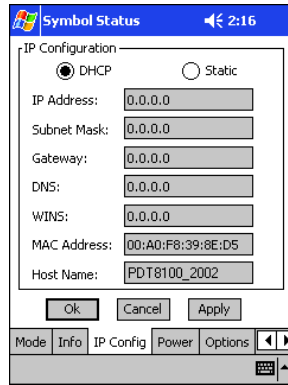 Symbol Status 2:16
IP Configuration
DHCP Static
IP Address: 0.0.0.0
Subnet Mask: 0.0.0.0
Gateway: 0.0.0.0
DNS: 0.0.0.0
WINS: 0.0.0.0
MAC Address: 00:A0:F8:39:8E:D5
Host Name: PDT8100_2002
Ok Cancel Apply
Mode Info IP Config Power Options